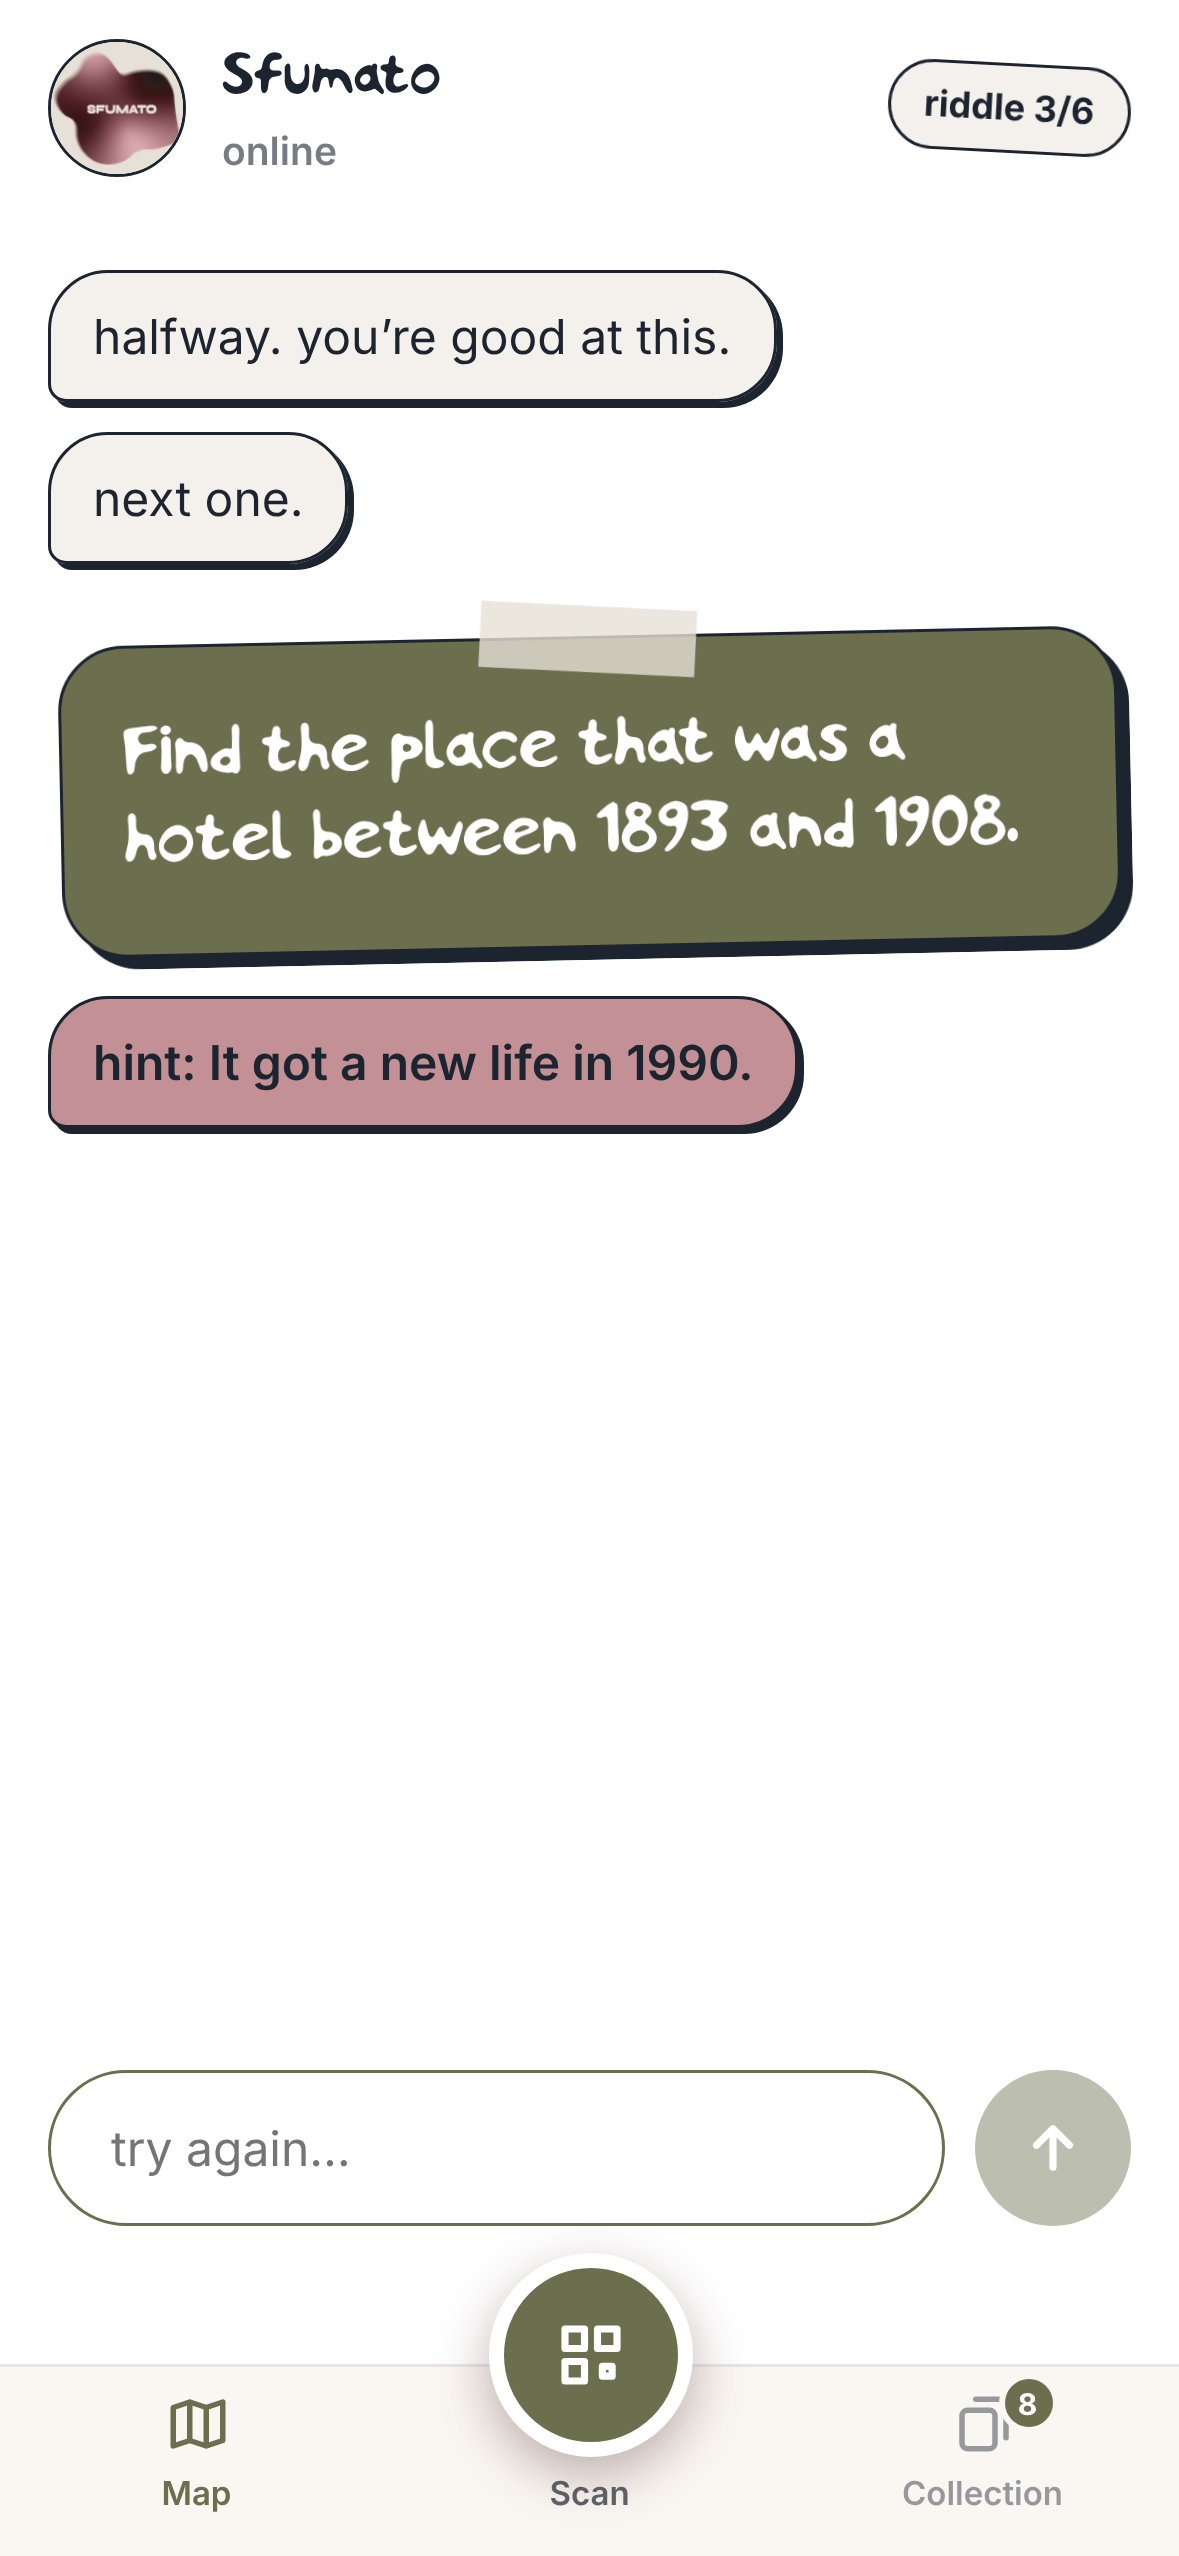 SFUMATO
Sfumato
online
riddle 3/6
halfway. you’re good at this.
next one.
Find the place that was a
hotel between 1893 and 1908.
hint: It got a new life in 1990.
try again...
8
Map
Scan
Collection